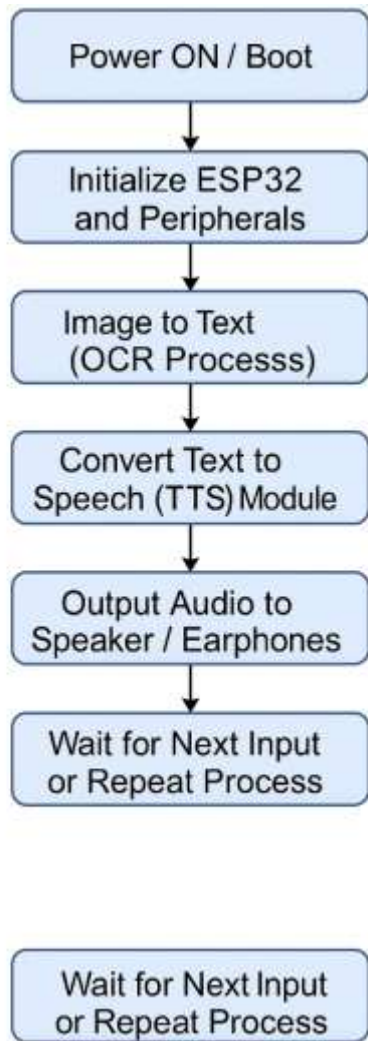 Power ON / Boot
Initialize ESP32
and Peripherals
Image to Text
(OCR Processs)
Convert Text to
Speech (TTS) Module
Output Audio to
Speaker / Earphones
Wait for Next Input
or Repeat Process
Wait for Next Input
or Repeat Process